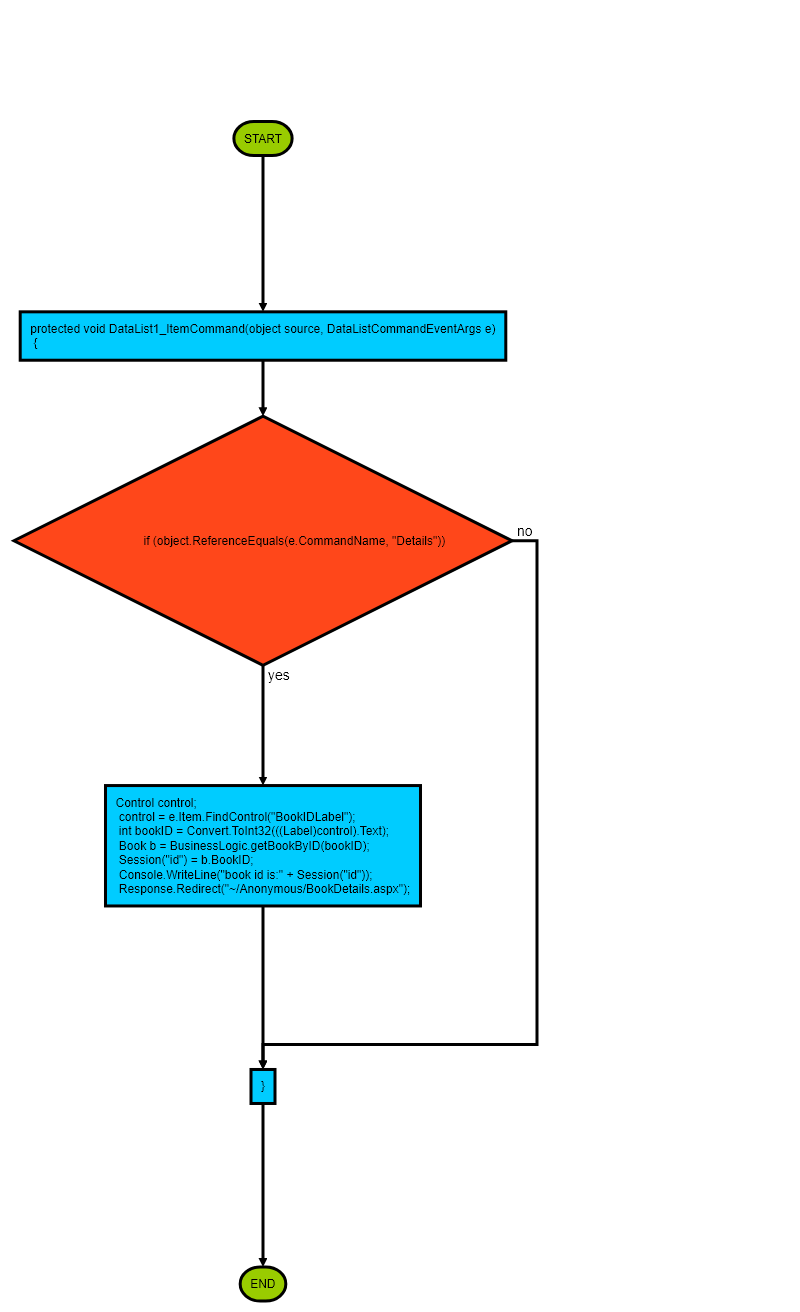 START
protected void DataList1_ItemCommand(object source, DataListCommandEventArgs e)
{
if (object.ReferenceEquals(e.CommandName, "Details"))
no
yes
Control control;
control = e.Item.FindControl("BookIDLabel");
int bookID = Convert.ToInt32(((Label)control).Text);
Book b = BusinessLogic.getBookByID(bookID);
Session("id") = b.BookID;
Console.WriteLine("book id is:" + Session("id"));
Response.Redirect("~/Anonymous/BookDetails.aspx");
}
END